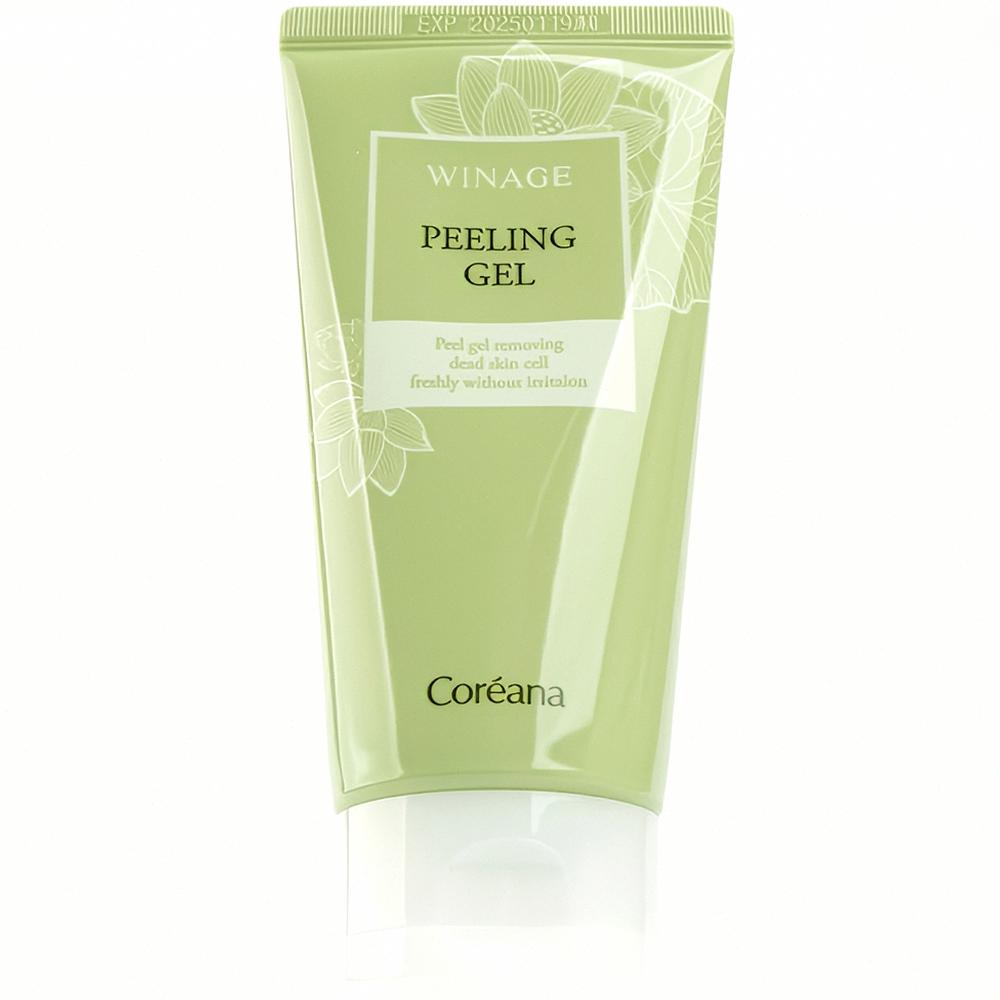 EXP 20250119
WINAGE
PEELING
GEL
Peel gel removing
dead skin cell
freshly without irritaion
Coréana